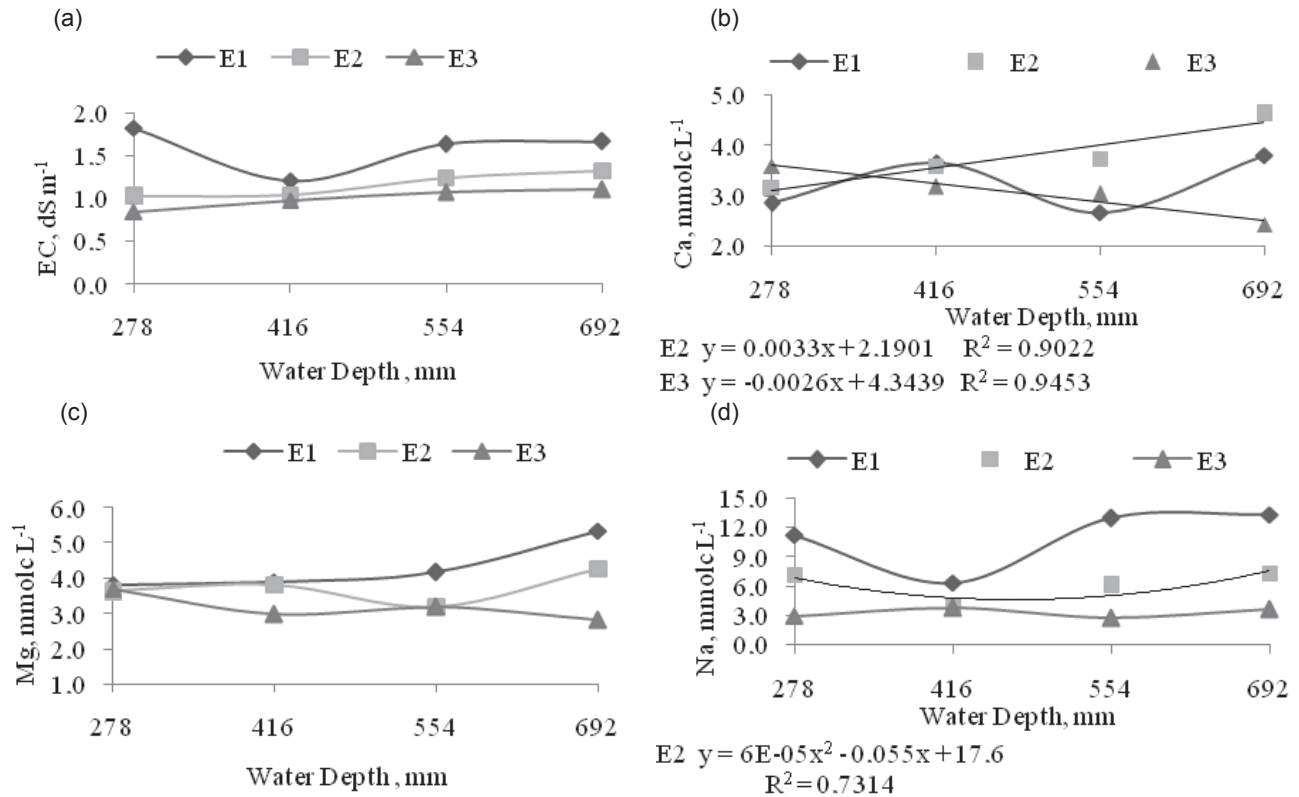 (a)
E1 E2 E3
EC, dS m-1
2.0
1.5
1.0
0.5
0.0
278 416 554 692
Water Depth , mm
(b)
E1 E2 E3
Ca, mmolc L-1
5.0
4.0
3.0
2.0
278 416 554 692
Water Depth, mm
E2 y = 0.0033x+2.1901 R2 = 0.9022
E3 y = -0.0026x+4.3439 R2 = 0.9453
(c)
E1 E2 E3
Mg, mmolc L-1
6.0
5.0
4.0
3.0
2.0
1.0
278 416 554 692
Water Depth , mm
(d)
E1 E2 E3
Na, mmolc L-1
15.0
12.0
9.0
6.0
3.0
0.0
278 416 554 692
Water Depth, mm
E2 y = 6E-05x2 - 0.055x+17.6
R2 = 0.7314